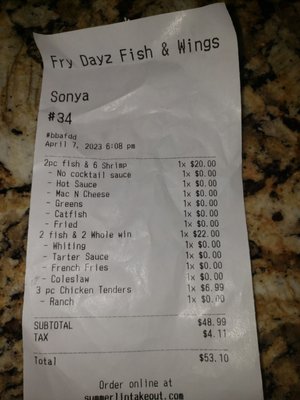 Fry Dayz Fish & Wings
Sonya
#34
#bbafdd
April 7, 2023 6:08 pm
2pc fish & 6 Shrimp 1x $20.00
- No cocktail sauce 1x $0.00
- Hot Sauce 1x $0.00
- Mac N Cheese 1x $0.00
- Greens 1x $0.00
- Catfish 1x $0.00
- Fried 1x $0.00
2 fish & 2 Whole win 1x $22.00
- Whiting 1x $0.00
- Tarter Sauce 1x $0.00
- French Fries 1x $0.00
- Coleslaw 1x $0.00
3 pc Chicken Tenders 1x $6.99
- Ranch 1x $0.00
SUBTOTAL $48.99
TAX $4.11
Total $53.10
Order online at
summerlintakeout.com